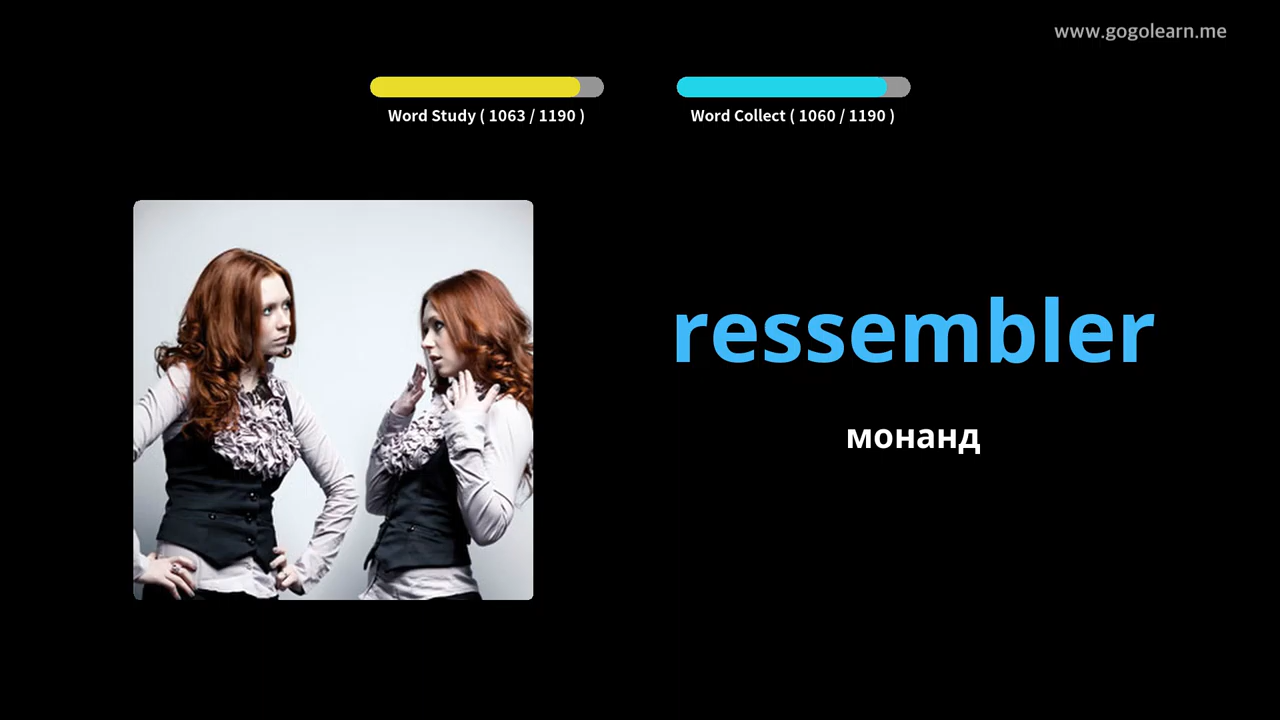 www.gogolearn.me
Word Study ( 1063 / 1190 )
Word Collect ( 1060 / 1190 )
ressembler
монанд